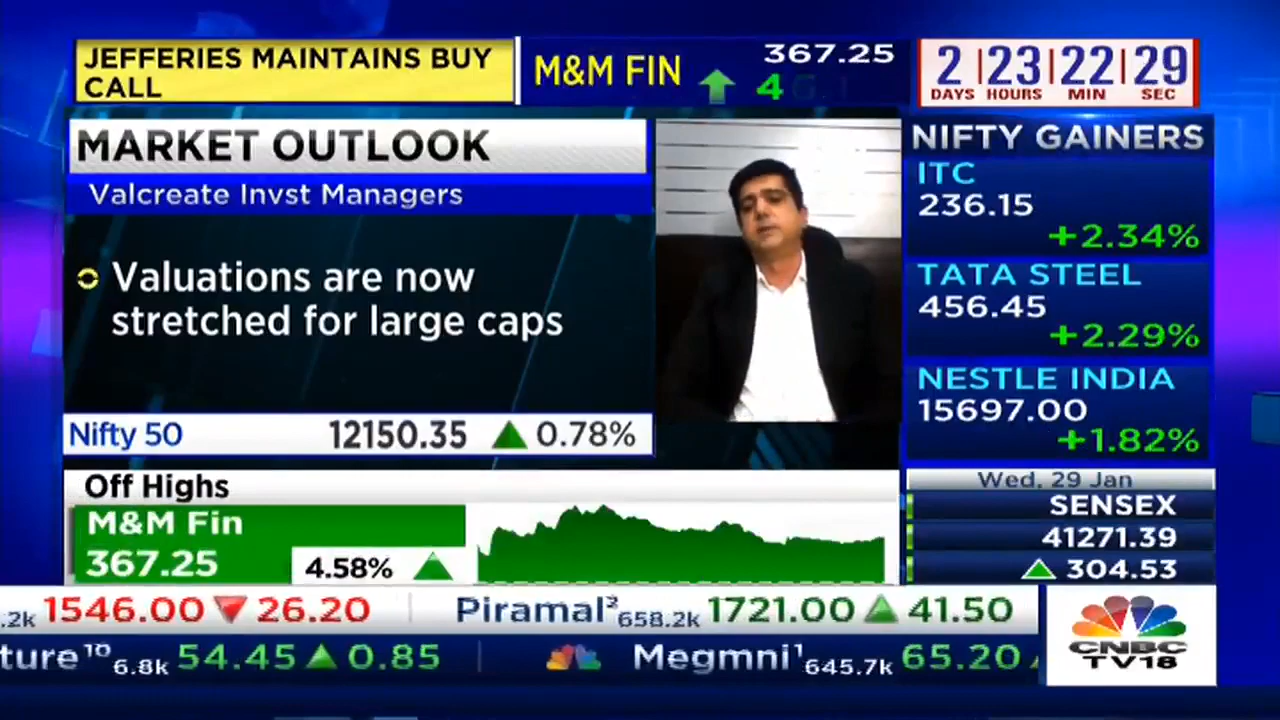 JEFFERIES MAINTAINS BUY
CALL
M&M FIN
367.25
4
2 23 22 29
DAYS HOURS MIN SEC
MARKET OUTLOOK
Valcreate Invst Managers
Valuations are now
stretched for large caps
Nifty 50 12150.35 ▲ 0.78%
NIFTY GAINERS
ITC
236.15
+2.34%
TATA STEEL
456.45
+2.29%
NESTLE INDIA
15697.00
+1.82%
Off Highs
M&M Fin
367.25
4.58%
Wed, 29 Jan
SENSEX
41271.39
304.53
.2k 1546.00 ▼ 26.20 Piramal² 658.2k 1721.00 ▲ 41.50
ture¹⁰ 6.8k 54.45 ▲ 0.85 Megmni¹ 645.7k 65.20
CNBC
TV18